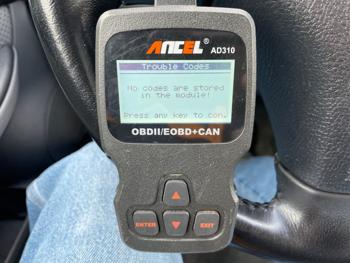 ANCEL®
AD310
Trouble Codes
No codes are stored
in the module!
Press any key to con.
OBDII/EOBD+CAN
ENTER
EXIT